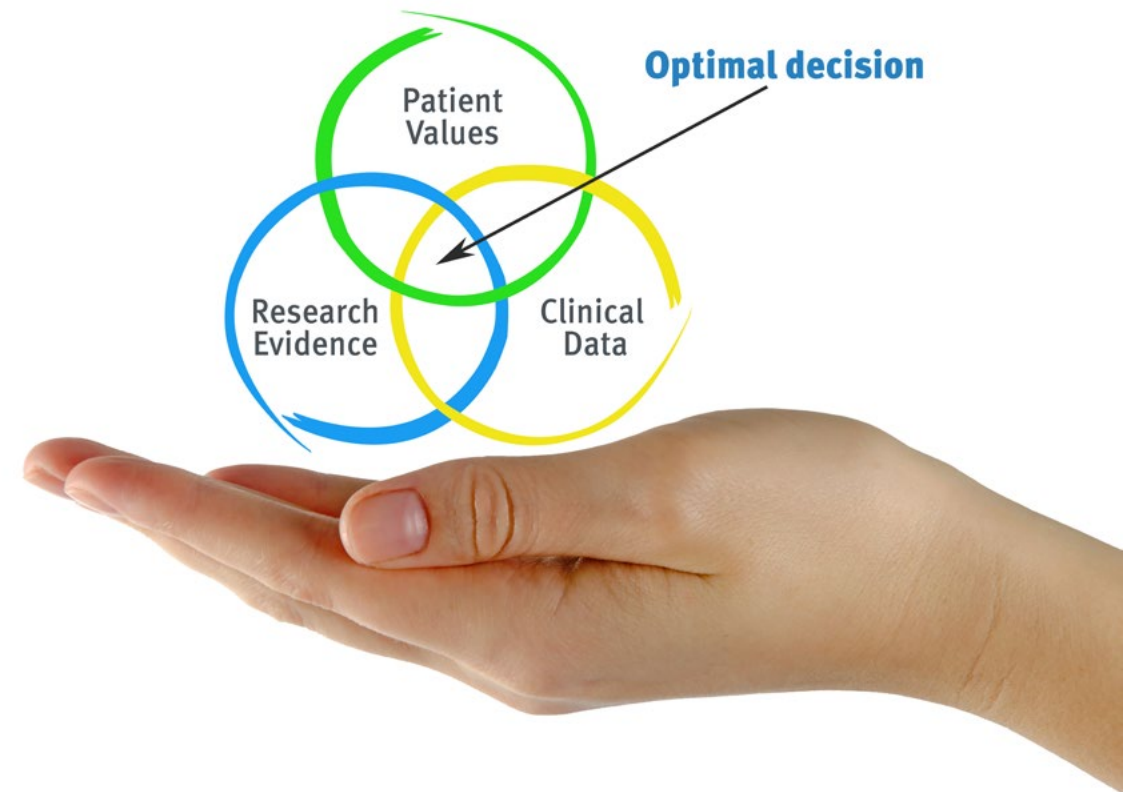 Optimal decision
Patient
Values
Research
Evidence
Clinical
Data